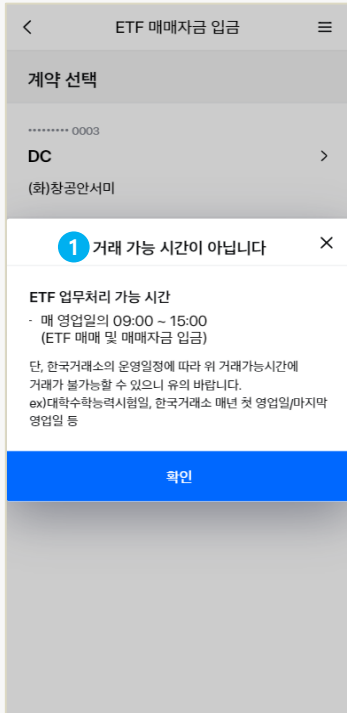 ETF 매매자금 입금
계약 선택
········· 0003
DC
(화)창공안서미
1 거래 가능 시간이 아닙니다
ETF 업무처리 가능 시간
- 매 영업일의 09:00 ~ 15:00
(ETF 매매 및 매매자금 입금)
단, 한국거래소의 운영일정에 따라 위 거래가능시간에
거래가 불가능할 수 있으니 유의 바랍니다.
ex)대학수학능력시험일, 한국거래소 매년 첫 영업일/마지막
영업일 등
확인